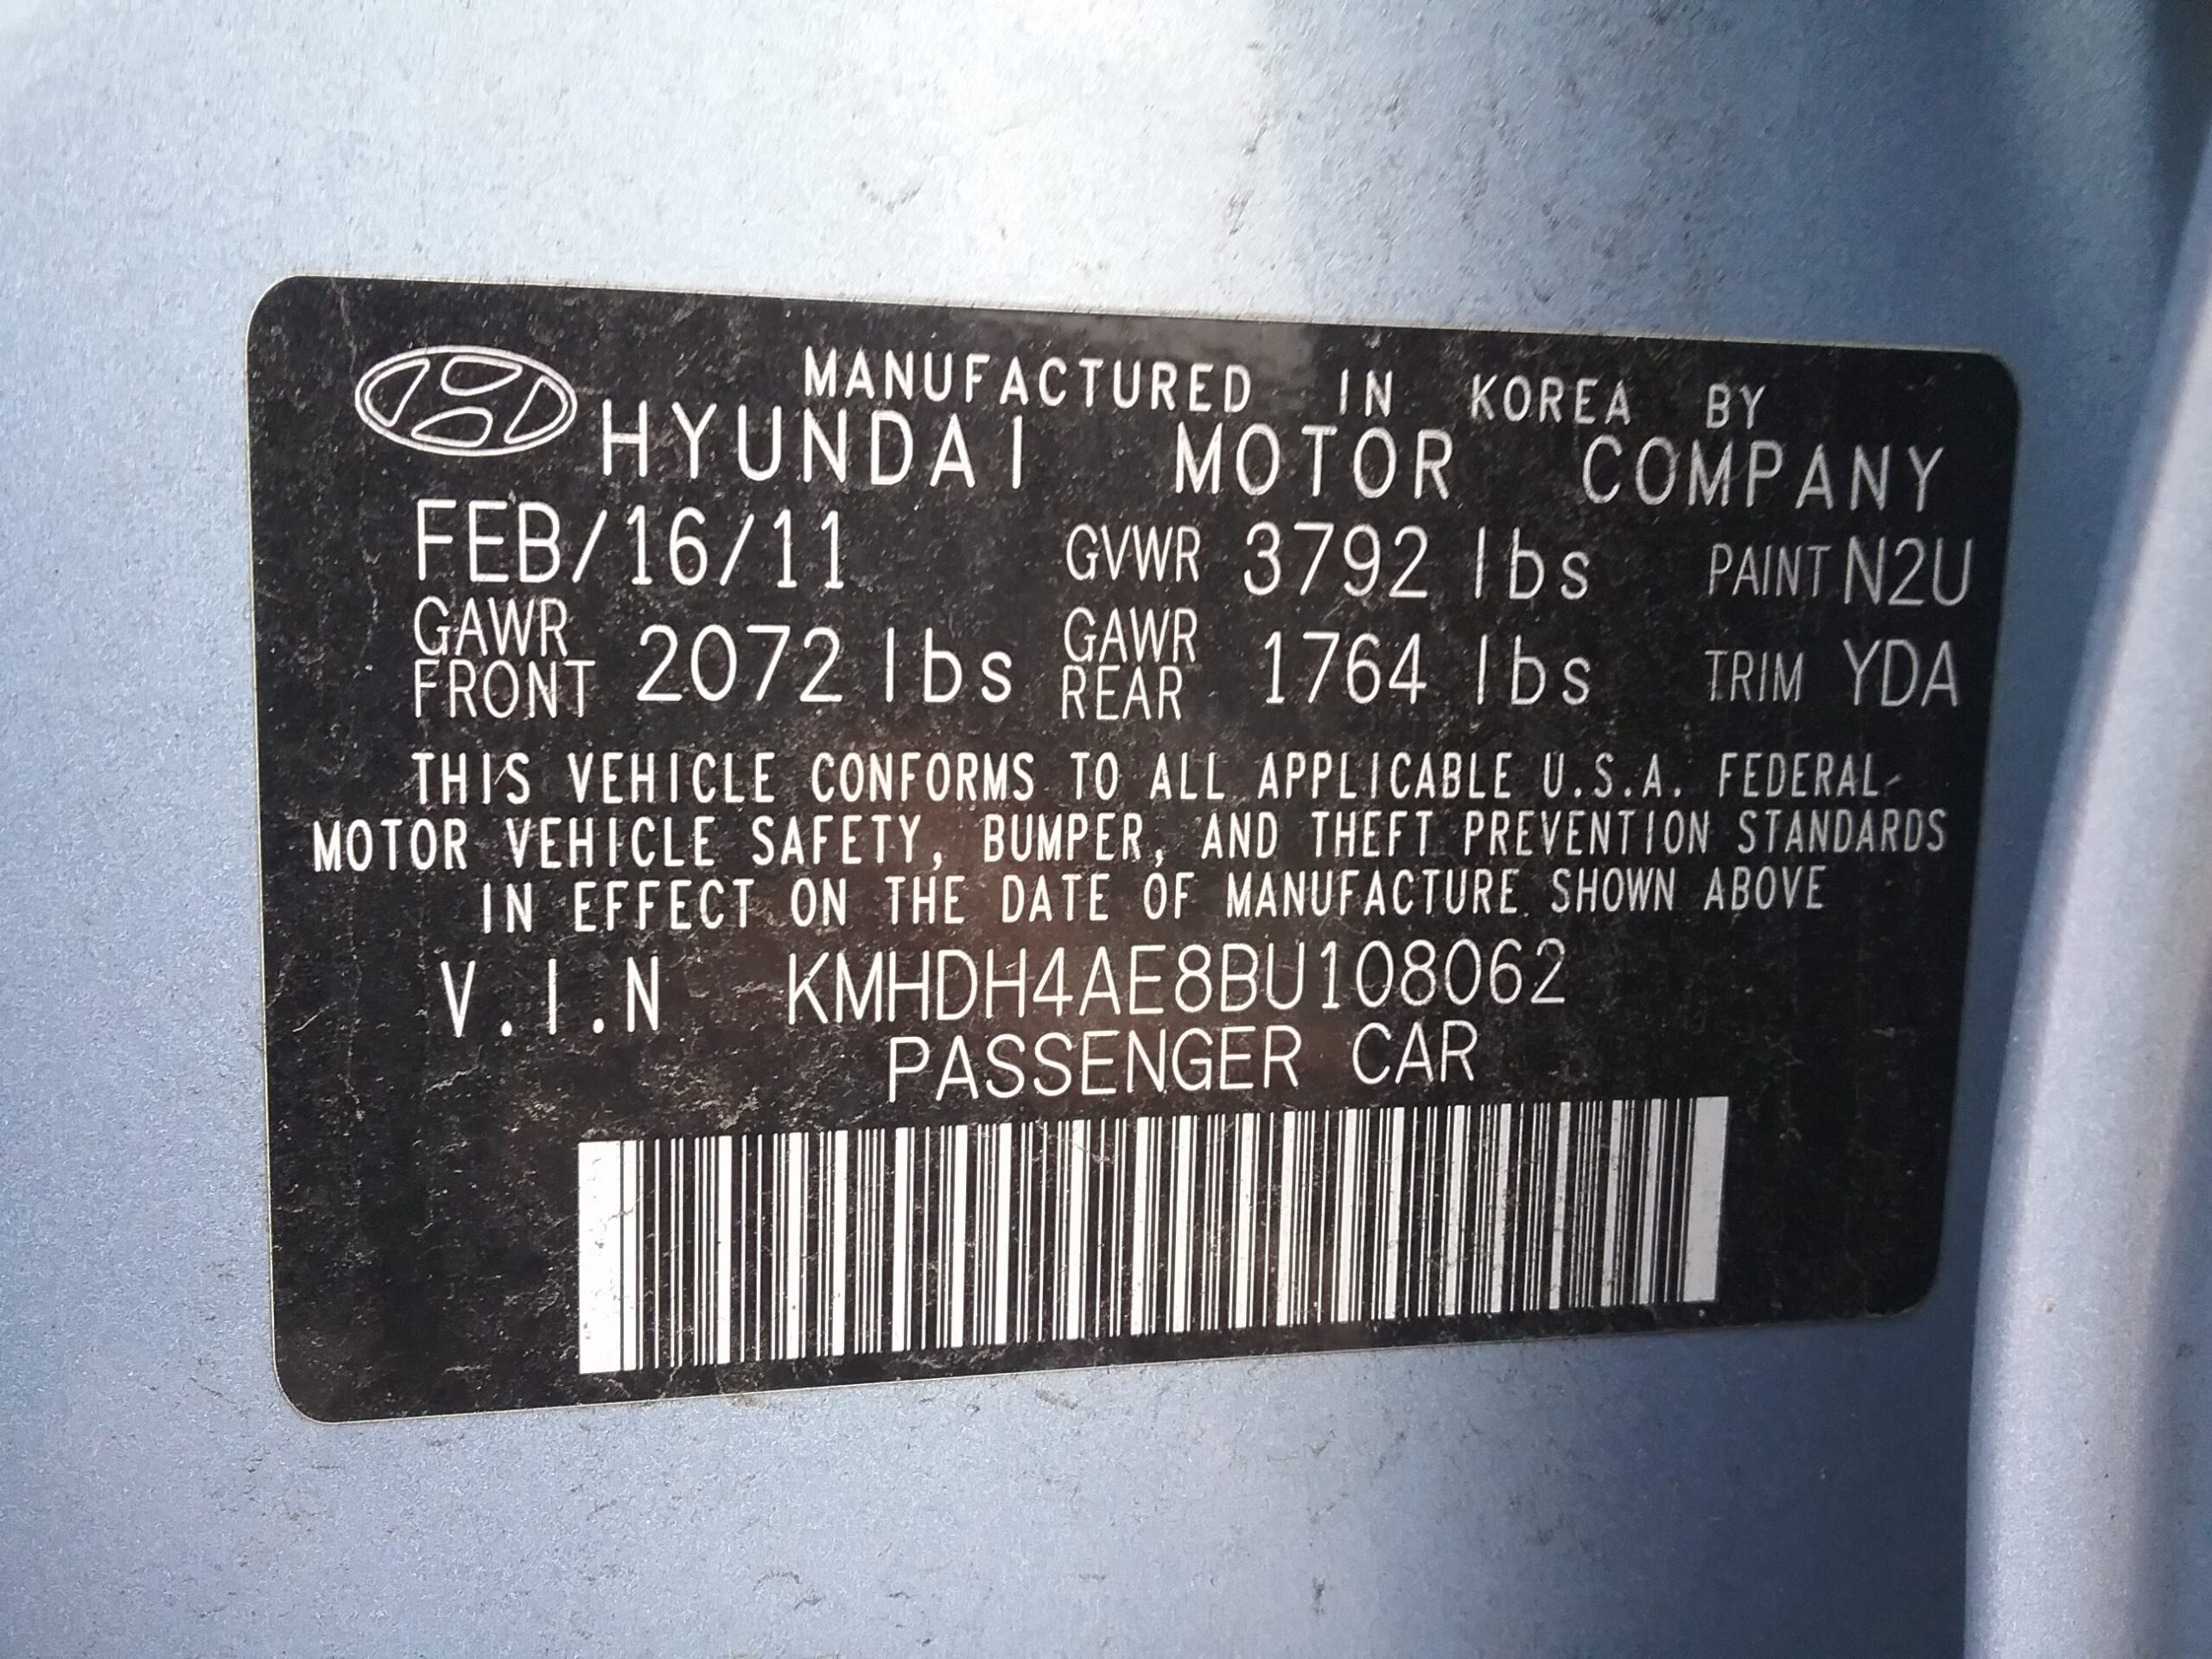 MANUFACTURED IN KOREA BY
HYUNDAI MOTOR COMPANY
FEB/16/11 GVWR 3792 lbs PAINT N2U
GAWR FRONT 2072 lbs GAWR REAR 1764 lbs TRIM YDA
THIS VEHICLE CONFORMS TO ALL APPLICABLE U.S.A. FEDERAL
MOTOR VEHICLE SAFETY, BUMPER, AND THEFT PREVENTION STANDARDS
IN EFFECT ON THE DATE OF MANUFACTURE SHOWN ABOVE
V.I.N KMHDH4AE8BU108062
PASSENGER CAR